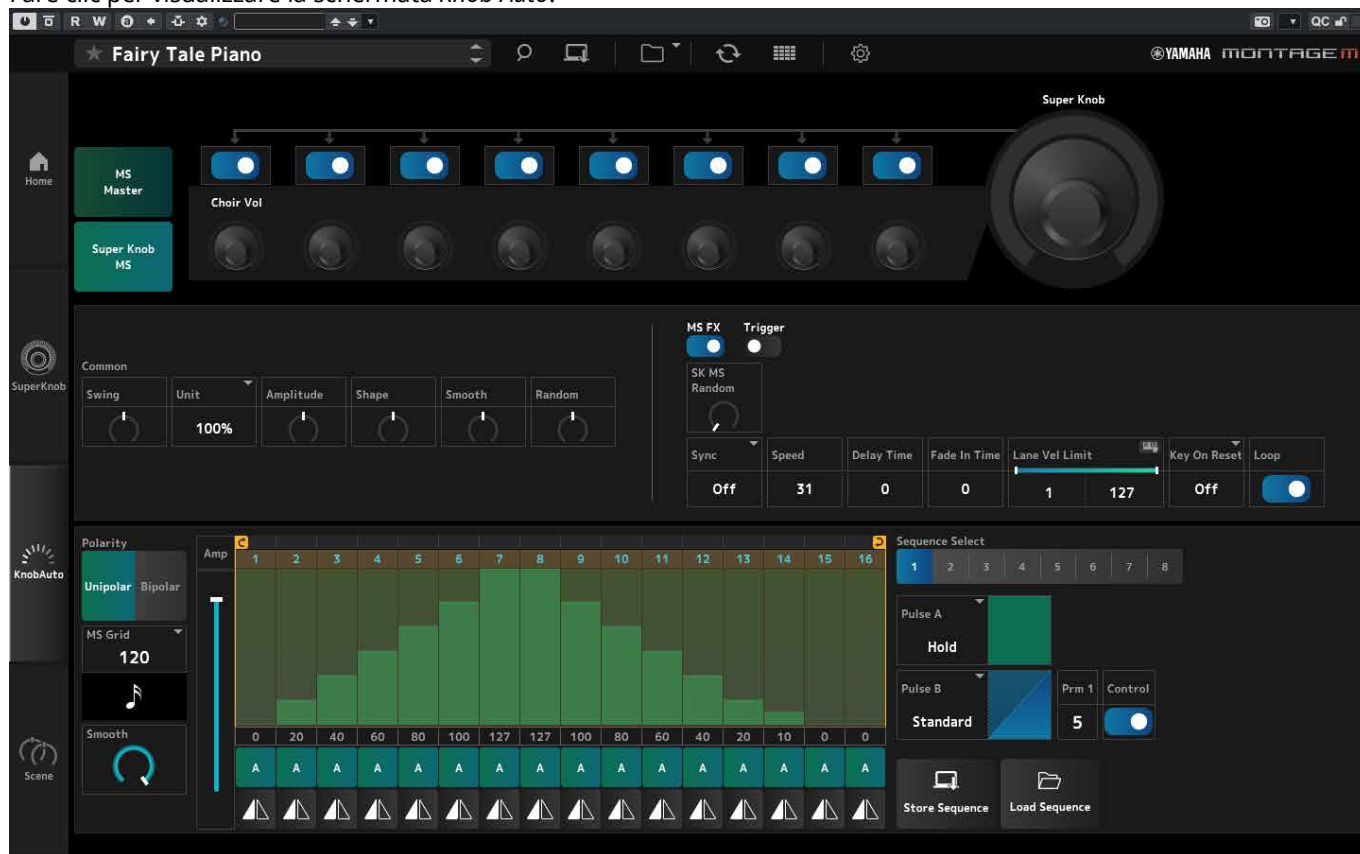 Fare clic per visualizzare la schermata Knob Auto.
R W
QC
Fairy Tale Piano
YAMAHA MONTAGE M
Super Knob
Home
MS
Master
Choir Vol
Super Knob
MS
SuperKnob
MS FX Trigger
Common
Swing Unit Amplitude Shape Smooth Random
100%
SK MS
Random
Sync Speed Delay Time Fade In Time Lane Vel Limit Key On Reset Loop
Off 31 0 0 1 127 Off
KnobAuto
Polarity
Unipolar Bipolar
MS Grid
120
Smooth
Amp
1 2 3 4 5 6 7 8 9 10 11 12 13 14 15 16
0 20 40 60 80 100 127 127 100 80 60 40 20 10 0 0
A A A A A A A A A A A A A A A A
Sequence Select
1 2 3 4 5 6 7 8
Pulse A
Hold
Pulse B
Standard
Prm 1 Control
5
Store Sequence Load Sequence
Scene